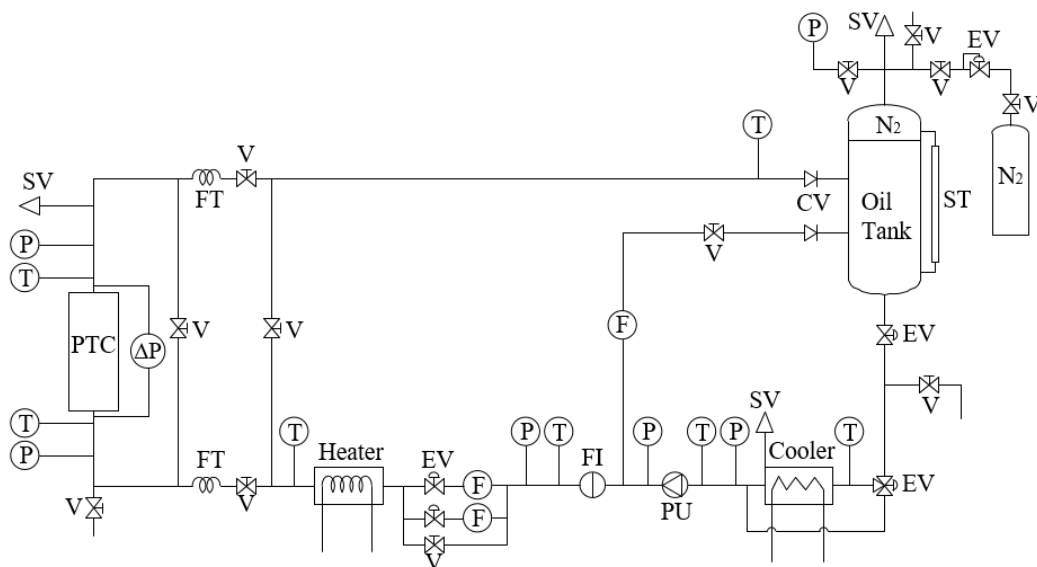 P
SV
V
EV
V
V
V
N₂
N₂
T
V
SV
FT
CV
Oil
Tank
ST
P
V
T
F
PTC
ΔP
V
V
EV
T
V
P
SV
T
Heater
EV
P
T
FI
P
T
P
Cooler
T
FT
V
F
PU
EV
V
F
V